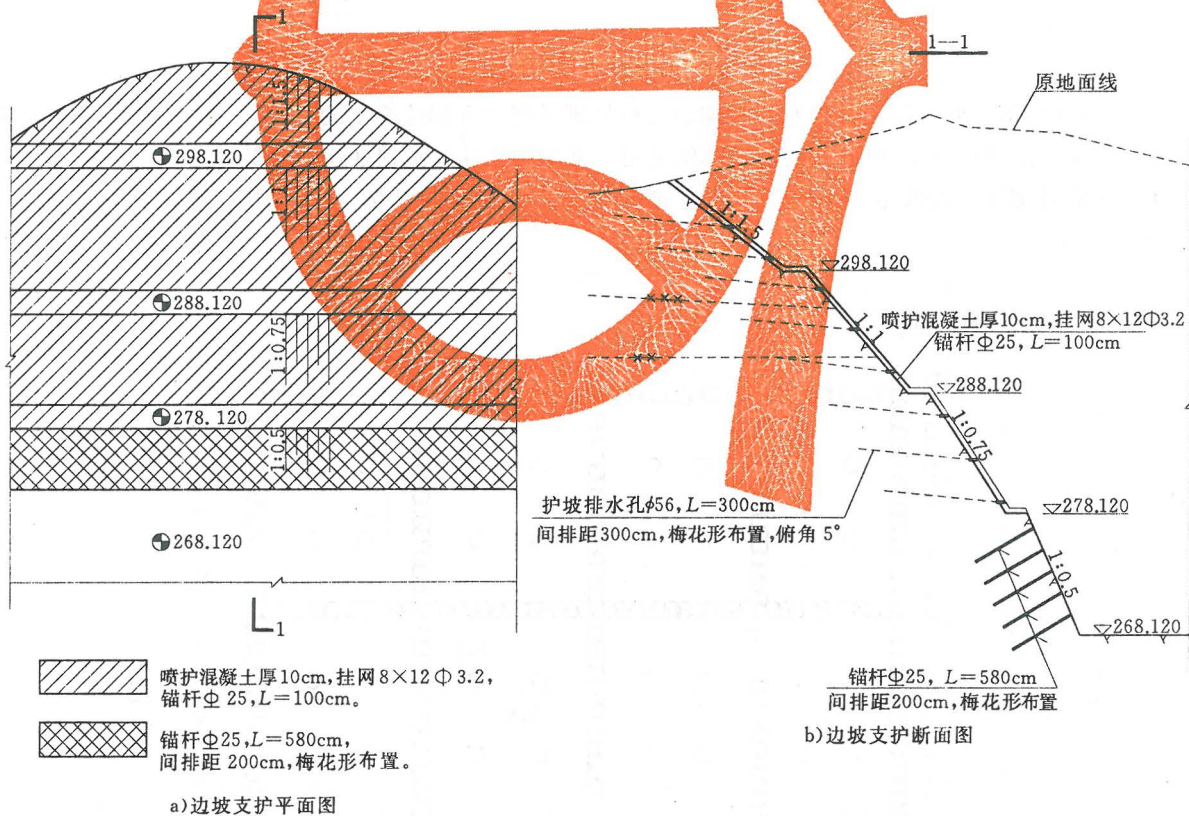 1
1:1.5
298.120
1:1
288.120
1:0.75
278.120
1:0.5
268.120
1
喷护混凝土厚10cm,挂网8×12Φ3.2,
锚杆Φ25,L=100cm。
锚杆Φ25,L=580cm,
间排距200cm,梅花形布置。
a)边坡支护平面图
1—1
原地面线
1:1.5
298.120
1:1
喷护混凝土厚10cm,挂网8×12Φ3.2
锚杆Φ25,L=100cm
288.120
1:0.75
护坡排水孔ϕ56,L=300cm
间排距300cm,梅花形布置,俯角5°
278.120
1:0.5
268.120
锚杆Φ25,L=580cm
间排距200cm,梅花形布置
b)边坡支护断面图